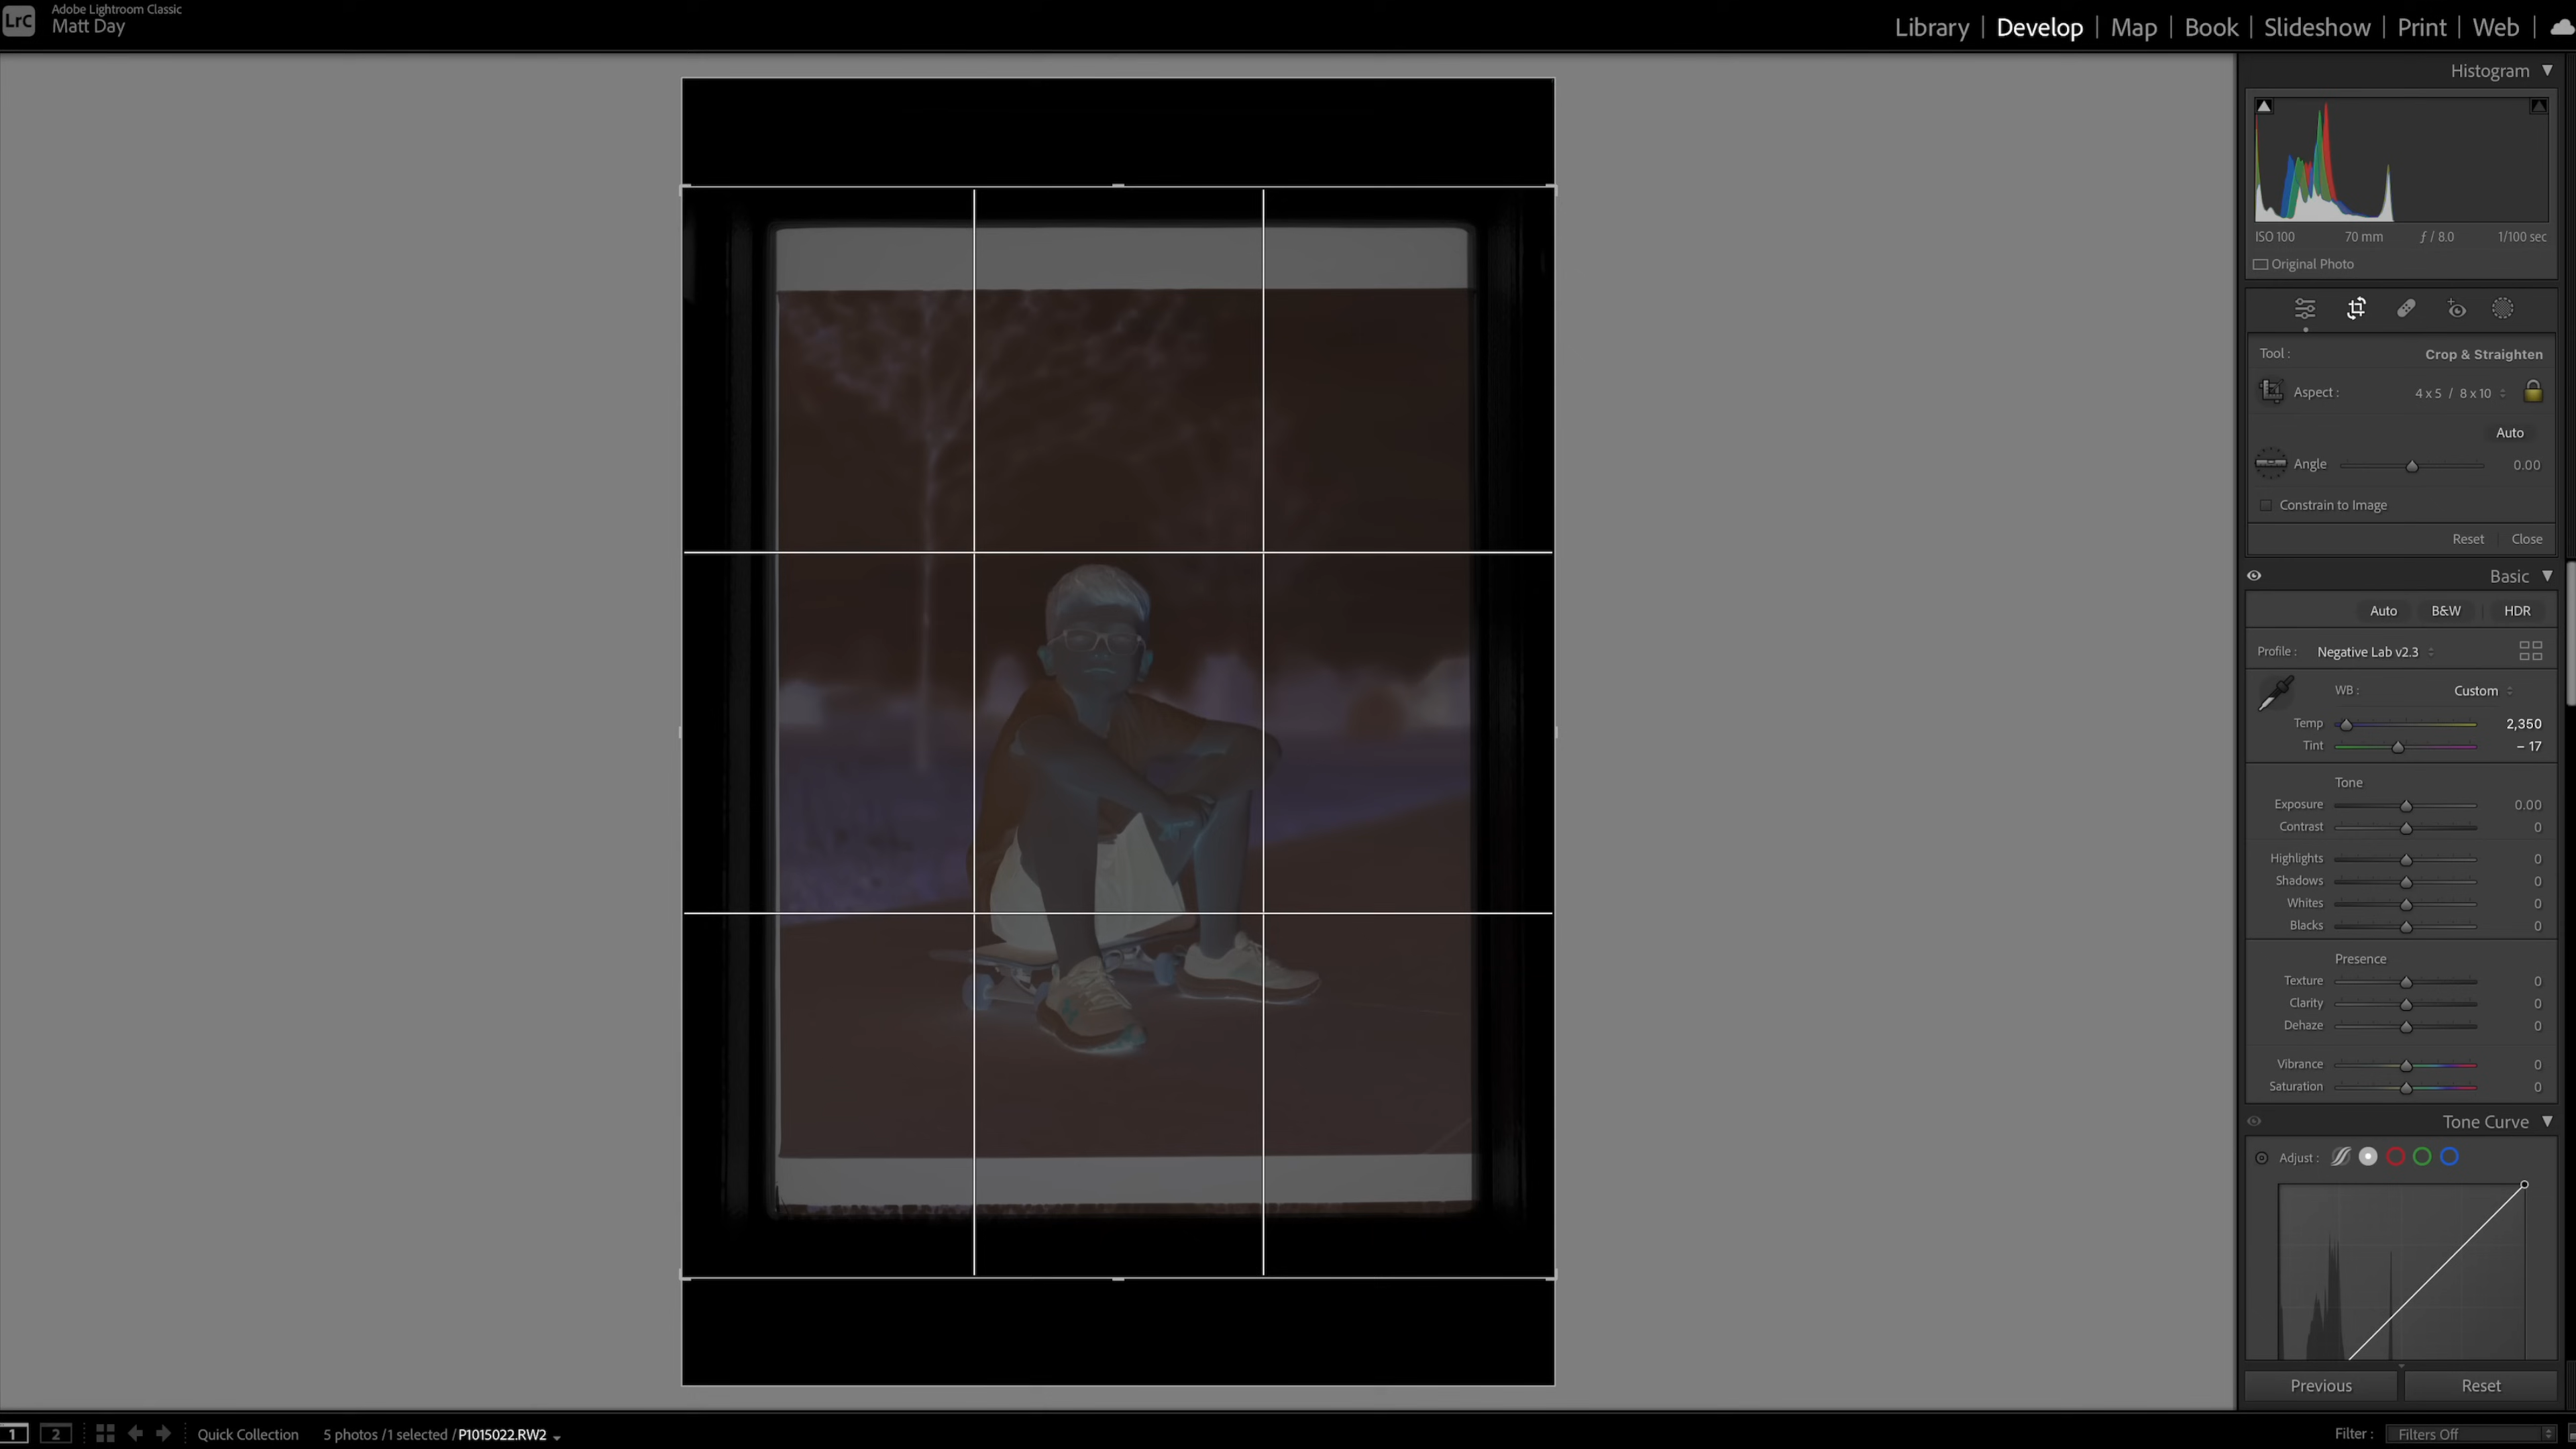 LrC
Adobe Lightroom Classic
Matt Day
Library | Develop | Map | Book | Slideshow | Print | Web |
Histogram
ISO 100 70 mm ƒ / 8.0 1/100 sec
Original Photo
Tool : Crop & Straighten
Aspect : 4 x 5 / 8 x 10
Auto
Angle 0.00
Constrain to Image
Reset Close
Basic
Auto B&W HDR
Profile : Negative Lab v2.3
WB : Custom
Temp 2,350
Tint – 17
Tone
Exposure 0.00
Contrast 0
Highlights 0
Shadows 0
Whites 0
Blacks 0
Presence
Texture 0
Clarity 0
Dehaze 0
Vibrance 0
Saturation 0
Tone Curve
Adjust :
Previous Reset
1 2 Quick Collection 5 photos /1 selected /P1015022.RW2 Filter : Filters Off